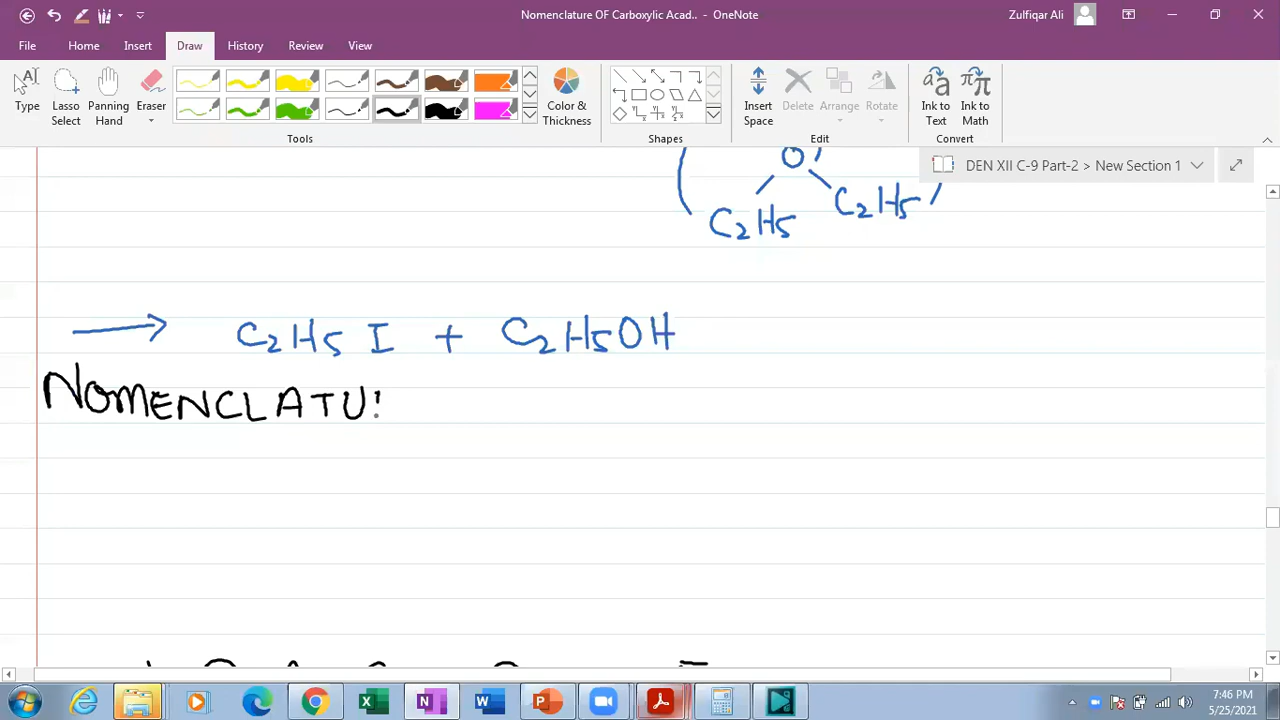 Nomenclature OF Carboxylic Acad.. - OneNote
Zulfiqar Ali
File Home Insert Draw History Review View
Type
Lasso Select
Panning Hand
Eraser
Color & Thickness
Insert Space
Delete
Arrange
Rotate
Ink to Text
Ink to Math
Tools
Shapes
Edit
Convert
DEN XII C-9 Part-2 > New Section 1
O
C2H5 C2H5
→ C2H5 I + C2H5OH
NOMENCLATU
7:46 PM
5/25/2021